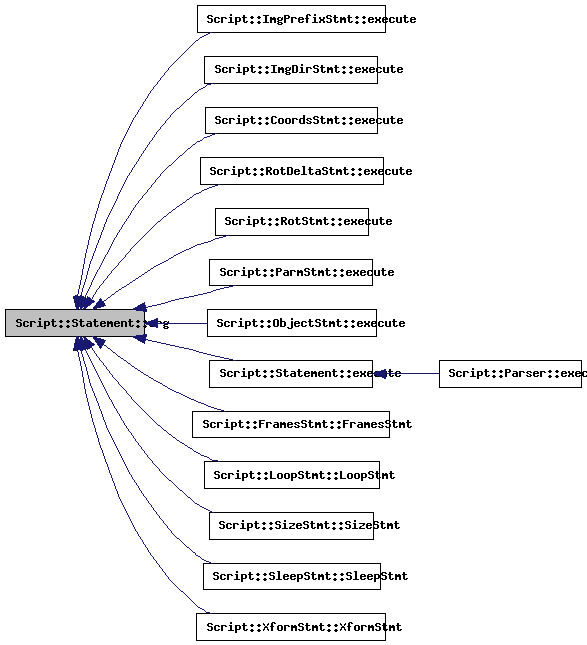 Script::ImgPrefixStmt::execute
Script::ImgDirStmt::execute
Script::CoordsStmt::execute
Script::RotDeltaStmt::execute
Script::RotStmt::execute
Script::ParmStmt::execute
Script::Statement::arg
Script::ObjectStmt::execute
Script::Statement::execute
Script::Parser::exec
Script::FramesStmt::FramesStmt
Script::LoopStmt::LoopStmt
Script::SizeStmt::SizeStmt
Script::SleepStmt::SleepStmt
Script::XformStmt::XformStmt